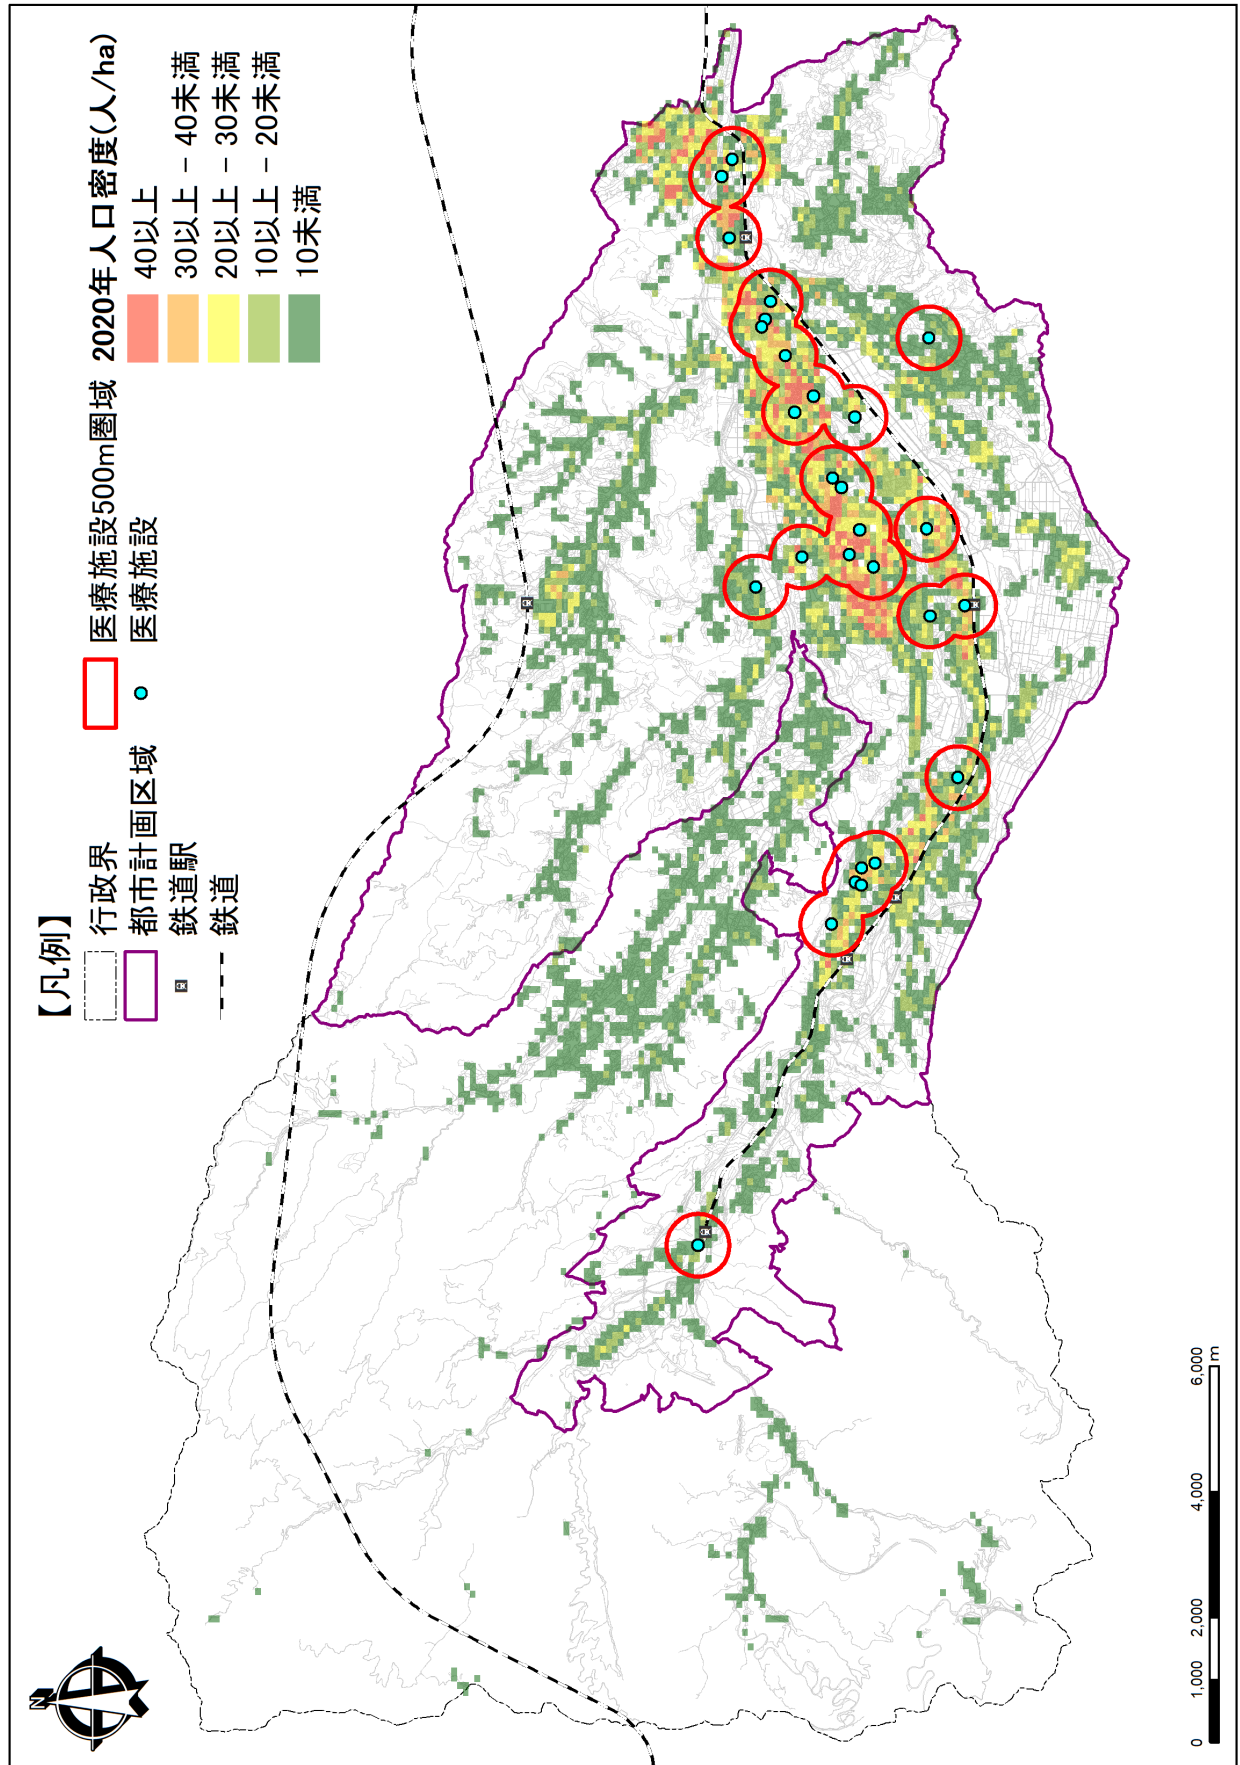 【凡例】
行政界
都市計画区域
鉄道駅
鉄道
医療施設500m圏域
医療施設
2020年人口密度(人/ha)
40以上
30以上 - 40未満
20以上 - 30未満
10以上 - 20未満
10未満
N
0 1,000 2,000 4,000 6,000
m